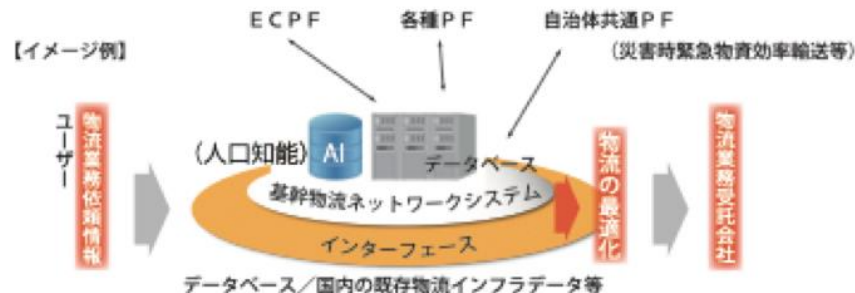 ECPF
各種PF
自治体共通PF
【イメージ例】
(災害時緊急物資効率輸送等)
ユーザー
物流業務依頼情報
(人口知能)
AI
データベース
基幹物流ネットワークシステム
インターフェース
物流の最適化
物流業務受託会社
データベース/国内の既存物流インフラデータ等